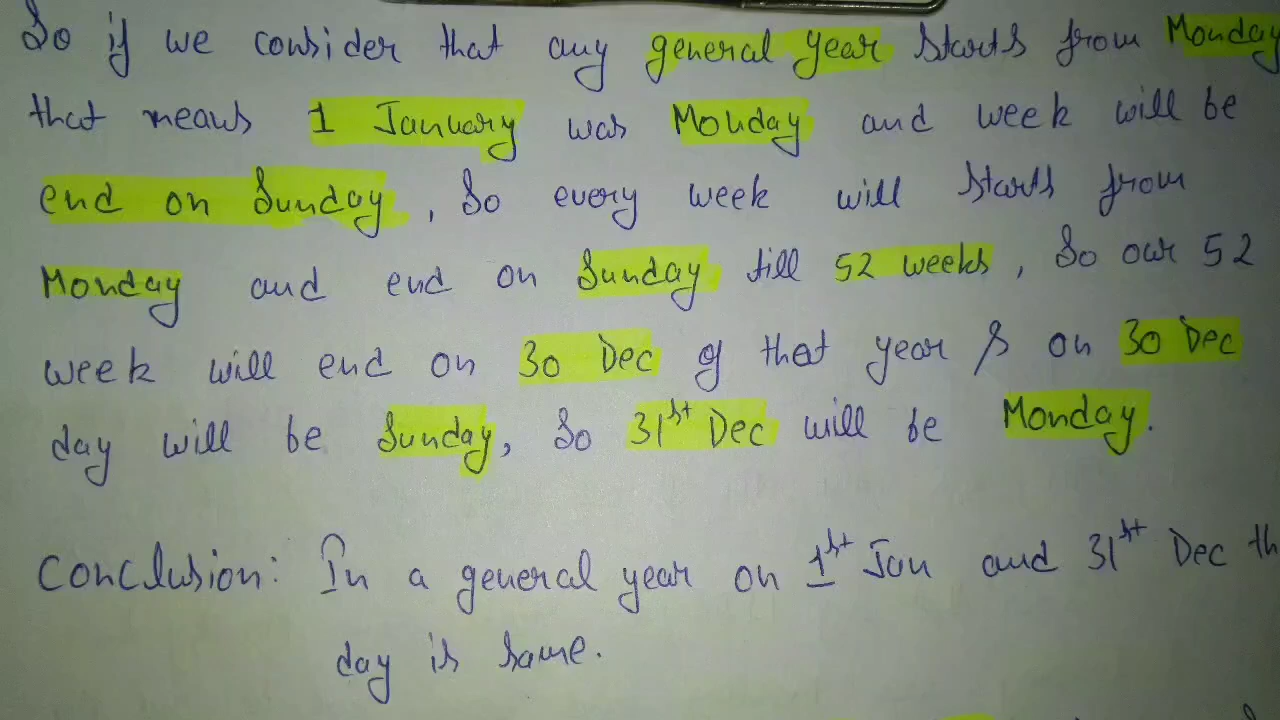 So if we consider that any general year starts from Monday
that means 1 January was Monday and week will be
end on Sunday, So every week will starts from
Monday and end on Sunday till 52 weeks, So our 52
week will end on 30 Dec of that year & on 30 Dec
day will be Sunday, So 31st Dec will be Monday.
Conclusion: In a general year on 1st Jan and 31st Dec th
day is same.